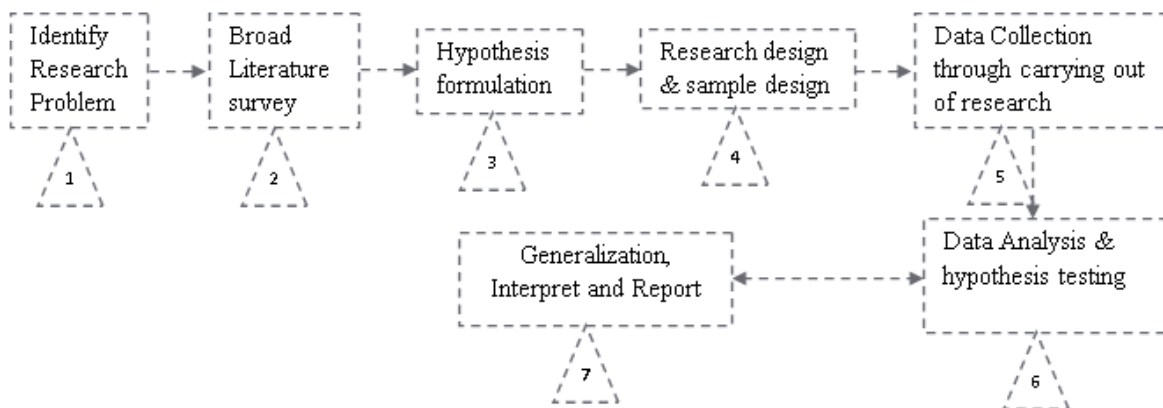 Identify
Research
Problem
1
Broad
Literature
survey
2
Hypothesis
formulation
3
Research design
& sample design
4
Data Collection
through carrying out
of research
5
Data Analysis &
hypothesis testing
6
Generalization,
Interpret and Report
7